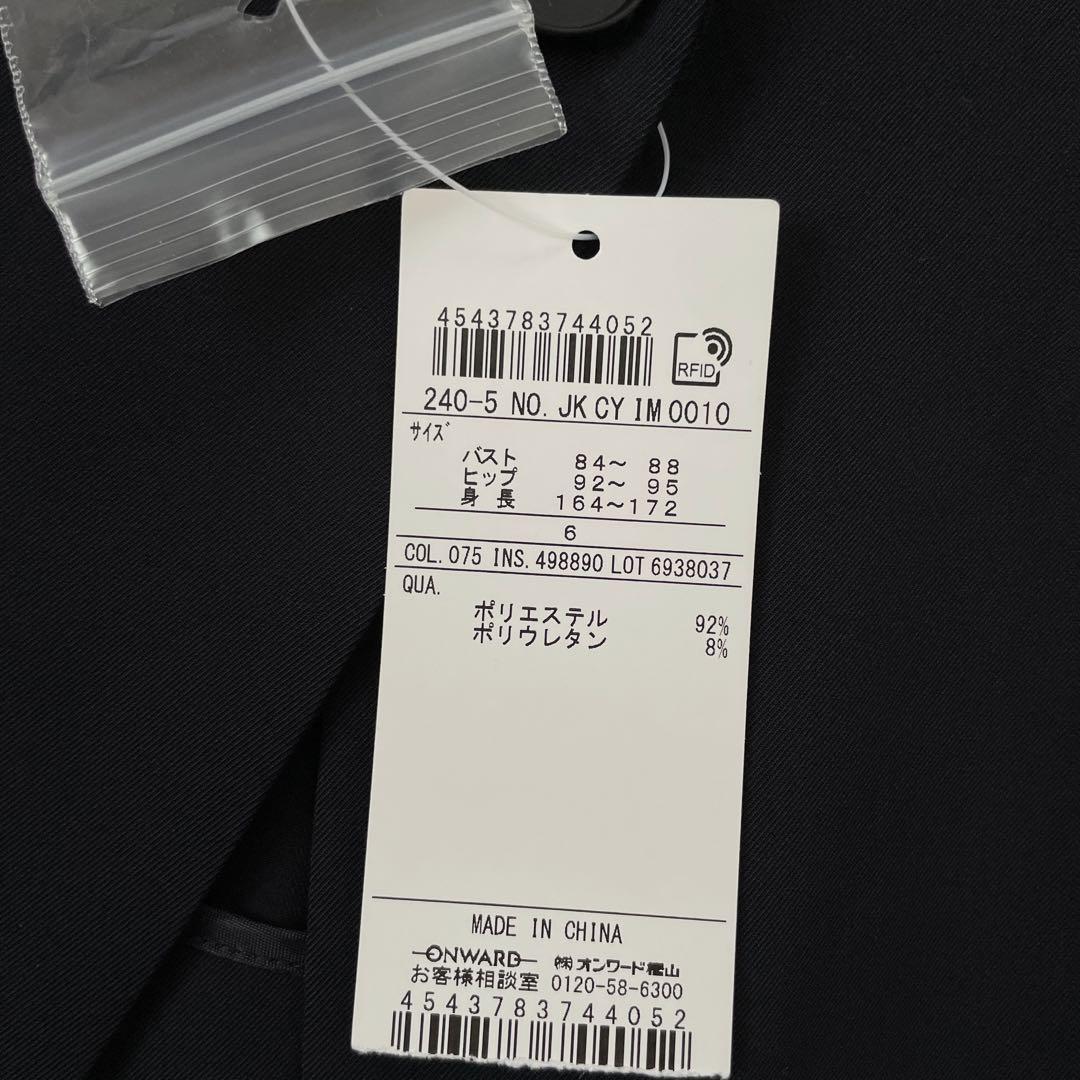 4543783744052
RFID
240-5 NO. JK CY IM 0010
サイズ
バスト 84～ 88
ヒップ 92～ 95
身長 164～172
6
COL. 075 INS. 498890 LOT 6938037
QUA.
ポリエステル 92%
ポリウレタン 8%
MADE IN CHINA
ONWARD ㈱オンワード樫山
お客様相談室 0120-58-6300
4543783744052